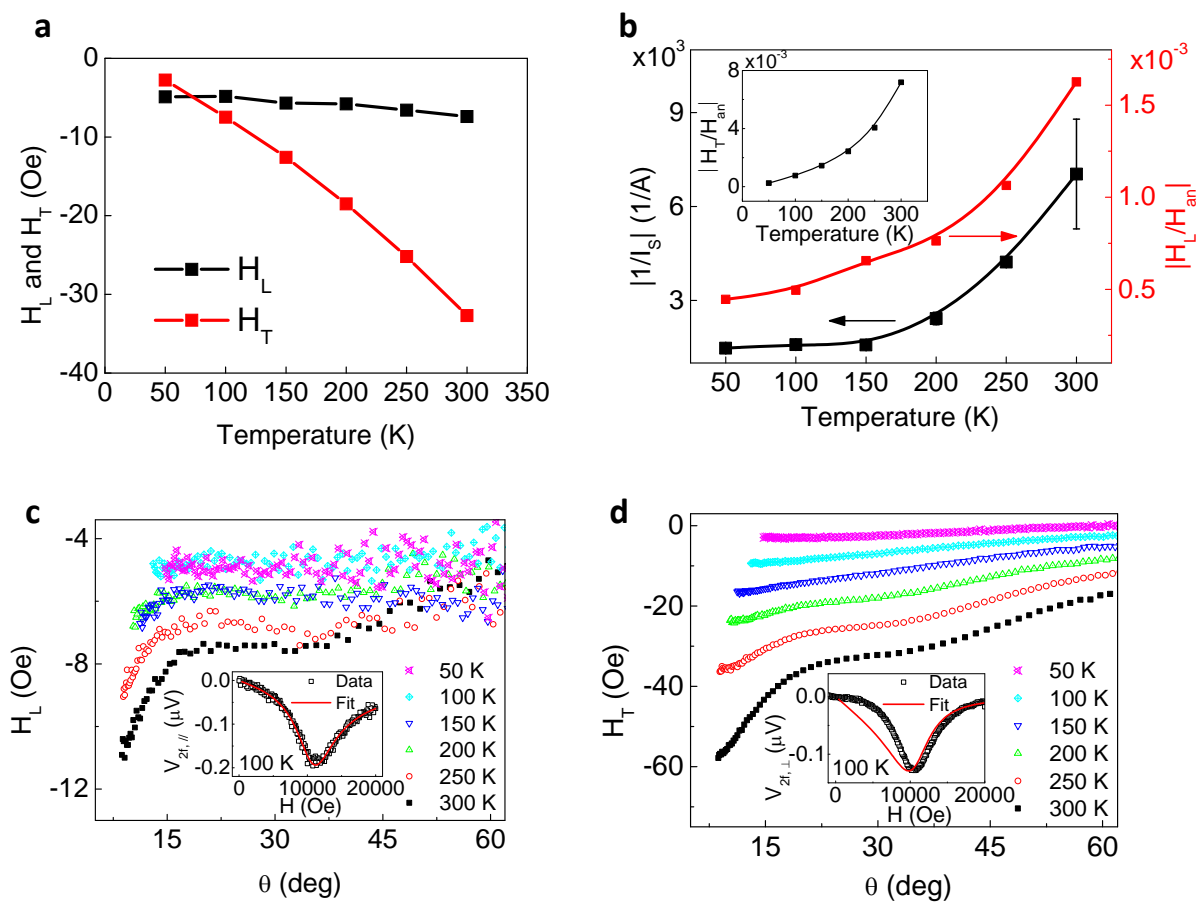 a
0
-10
-20
-30
-40
H_L and H_T (Oe)
H_L
H_T
50 100 150 200 250 300 350
Temperature (K)
b
×10³
9
6
3
|1/I_S| (1/A)
×10⁻³
8
4
0
|H_T/H_an|
0 100 200 300
Temperature (K)
×10⁻³
1.5
1.0
0.5
|H_L/H_an|
50 100 150 200 250 300
Temperature (K)
c
-4
-8
-12
H_L (Oe)
50 K
100 K
150 K
200 K
250 K
300 K
0.0
-0.1
-0.2
V_2f,// (μV)
Data
Fit
100 K
0 10000 20000
H (Oe)
15 30 45 60
θ (deg)
d
0
-20
-40
-60
H_T (Oe)
50 K
100 K
150 K
200 K
250 K
300 K
0.0
-0.1
V_2f,⊥ (μV)
Data
Fit
100 K
0 10000 20000
H (Oe)
15 30 45 60
θ (deg)